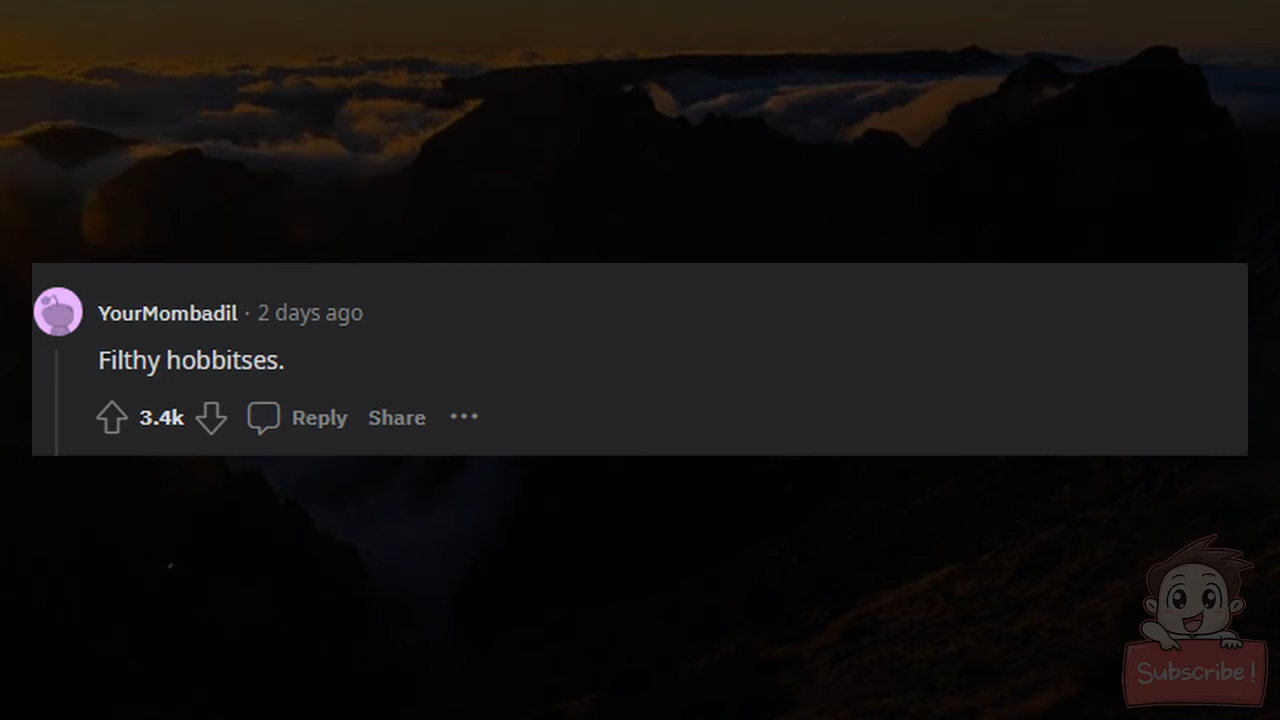 YourMombadil · 2 days ago
Filthy hobbitses.
3.4k Reply Share ···
Subscribe!